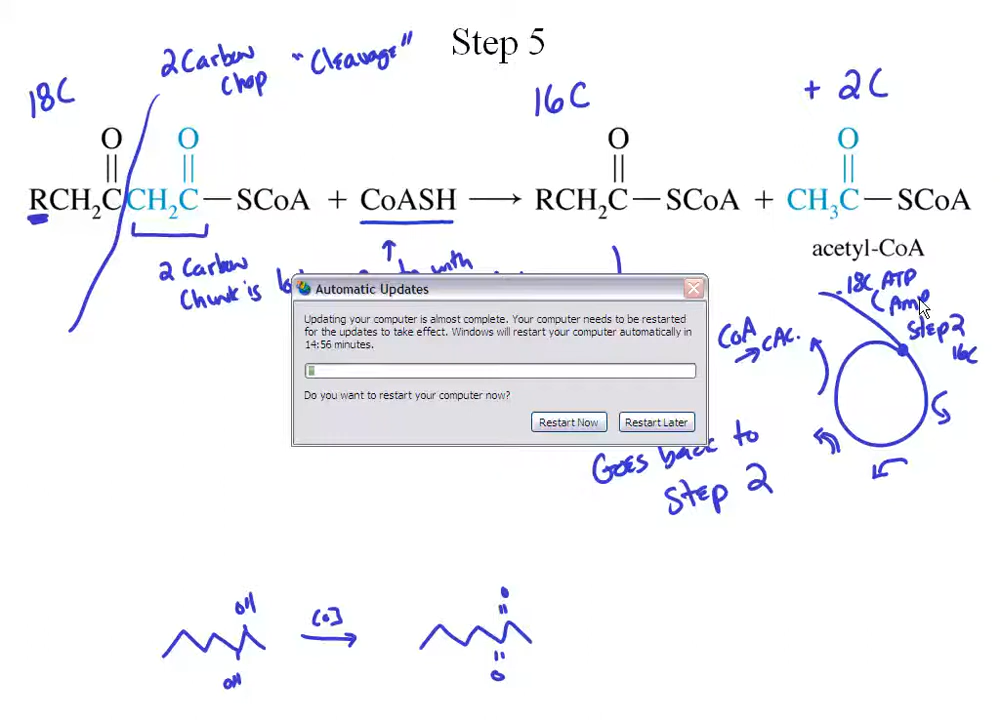 Step 5
2 Carbon "Cleavage"
Chop
18C
16C
+ 2C
O O O O
RCH2C CH2C — SCoA + CoASH ⟶ RCH2C — SCoA + CH3C — SCoA
acetyl-CoA
2 Carbon
Chunk is
with
18C ATP
Amp
Step 2
16C
CoA
→ CAC.
Automatic Updates
Updating your computer is almost complete. Your computer needs to be restarted
for the updates to take effect. Windows will restart your computer automatically in
14:56 minutes.
Do you want to restart your computer now?
Restart Now Restart Later
Goes back to
Step 2
OH
[O]
O
OH
O